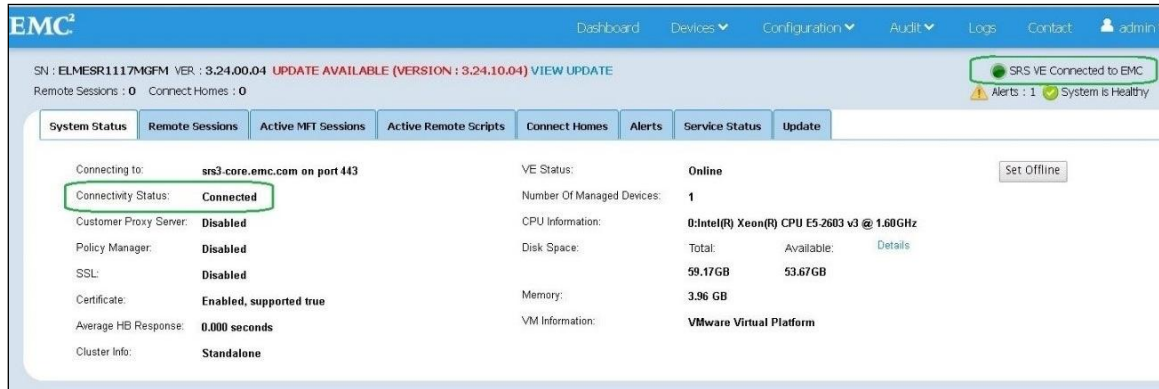 EMC²
Dashboard Devices Configuration Audit Logs Contact admin
SN : ELMESR1117MGFM VER : 3.24.00.04 UPDATE AVAILABLE (VERSION : 3.24.10.04) VIEW UPDATE
SRS VE Connected to EMC
Remote Sessions : 0 Connect Homes : 0
Alerts : 1 System is Healthy
System Status Remote Sessions Active MFT Sessions Active Remote Scripts Connect Homes Alerts Service Status Update
Connecting to: srs3-core.emc.com on port 443
Connectivity Status: Connected
Customer Proxy Server: Disabled
Policy Manager: Disabled
SSL: Disabled
Certificate: Enabled, supported true
Average HB Response: 0.000 seconds
Cluster Info: Standalone
VE Status: Online
Number Of Managed Devices: 1
CPU Information: 0:Intel(R) Xeon(R) CPU E5-2603 v3 @ 1.60GHz
Disk Space: Total: Available: Details
59.17GB 53.67GB
Memory: 3.96 GB
VM Information: VMware Virtual Platform
Set Offline